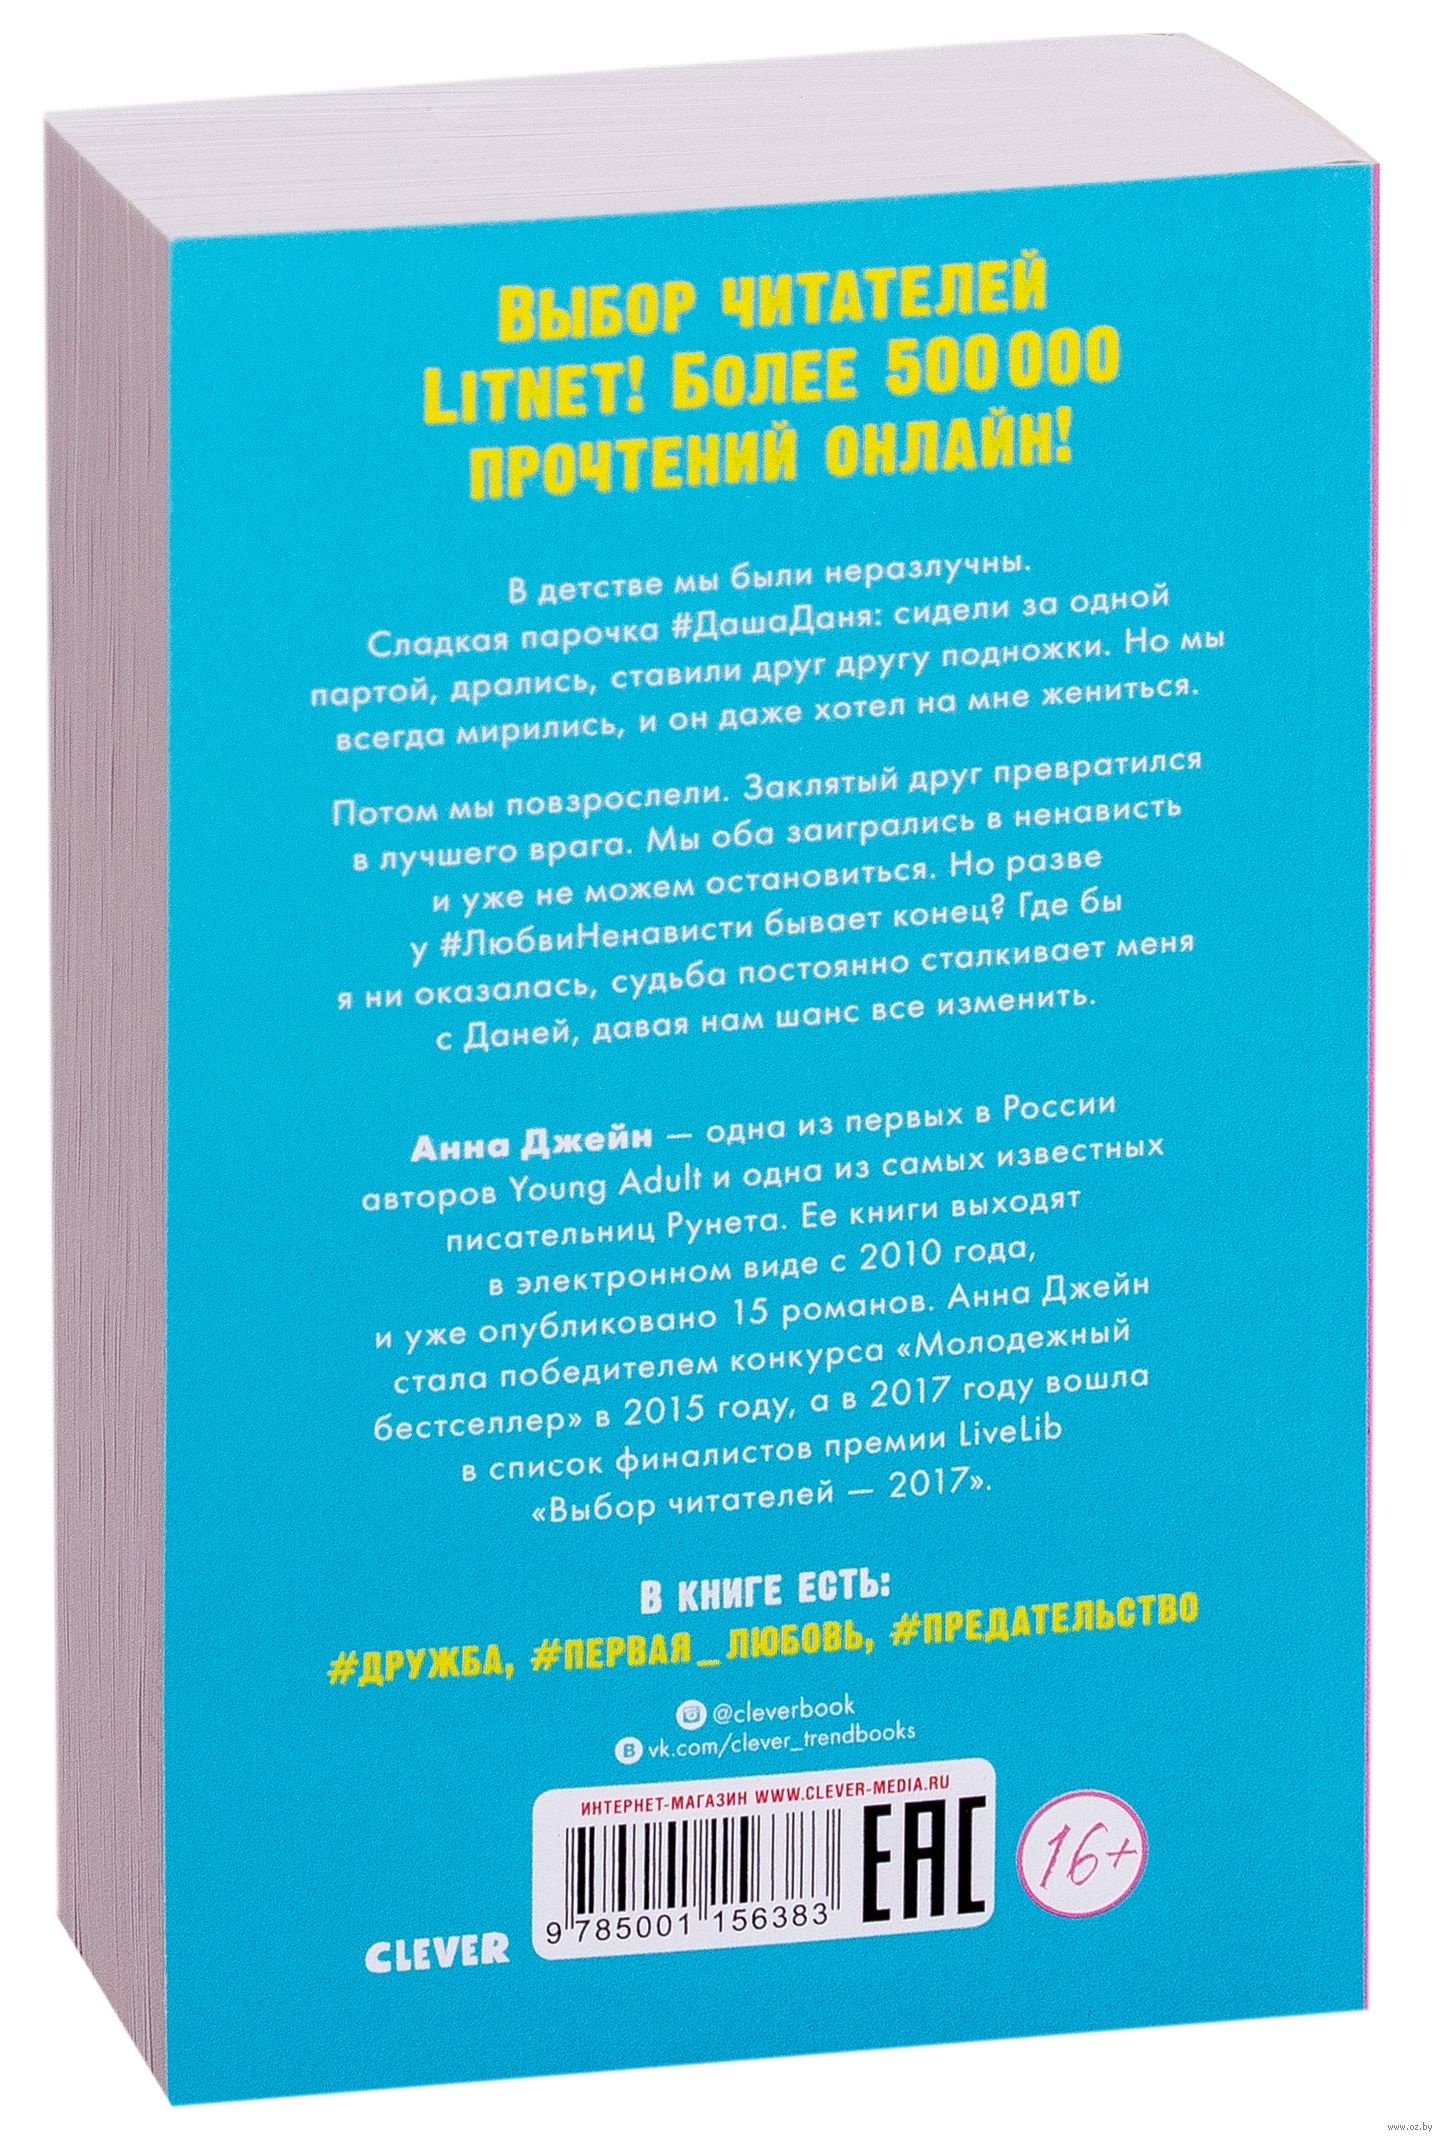 Выбор читателей
Litnet! Более 500 000
прочтений онлайн!
В детстве мы были неразлучны.
Сладкая парочка #ДашаДаня: сидели за одной
партой, дрались, ставили друг другу подножки. Но мы
всегда мирились, и он даже хотел на мне жениться.
Потом мы повзрослели. Заклятый друг превратился
в лучшего врага. Мы оба заигрались в ненависть
и уже не можем остановиться. Но разве
у #ЛюбвиНенависти бывает конец? Где бы
я ни оказалась, судьба постоянно сталкивает меня
с Даней, давая нам шанс все изменить.
Анна Джейн — одна из первых в России
авторов Young Adult и одна из самых известных
писательниц Рунета. Ее книги выходят
в электронном виде с 2010 года,
и уже опубликовано 15 романов. Анна Джейн
стала победителем конкурса «Молодежный
бестселлер» в 2015 году, а в 2017 году вошла
в список финалистов премии LiveLib
«Выбор читателей — 2017».
В книге есть:
#дружба, #первая_любовь, #предательство
@cleverbook
vk.com/clever_trendbooks
ИНТЕРНЕТ-МАГАЗИН WWW.CLEVER-MEDIA.RU
EAC
16+
9 785001 156383
CLEVER
www.oz.by